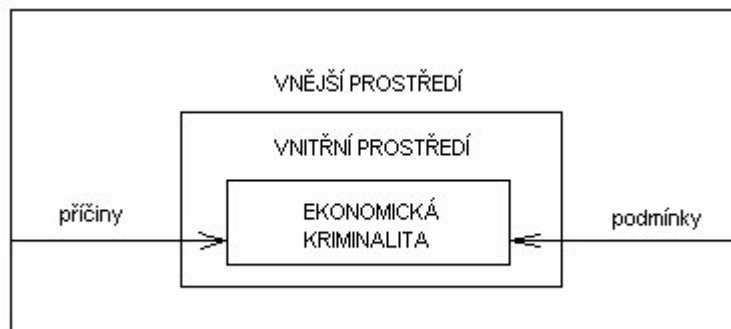 VNĚJŠÍ PROSTŘEDÍ
VNITŘNÍ PROSTŘEDÍ
příčiny
EKONOMICKÁ
KRIMINALITA
podmínky